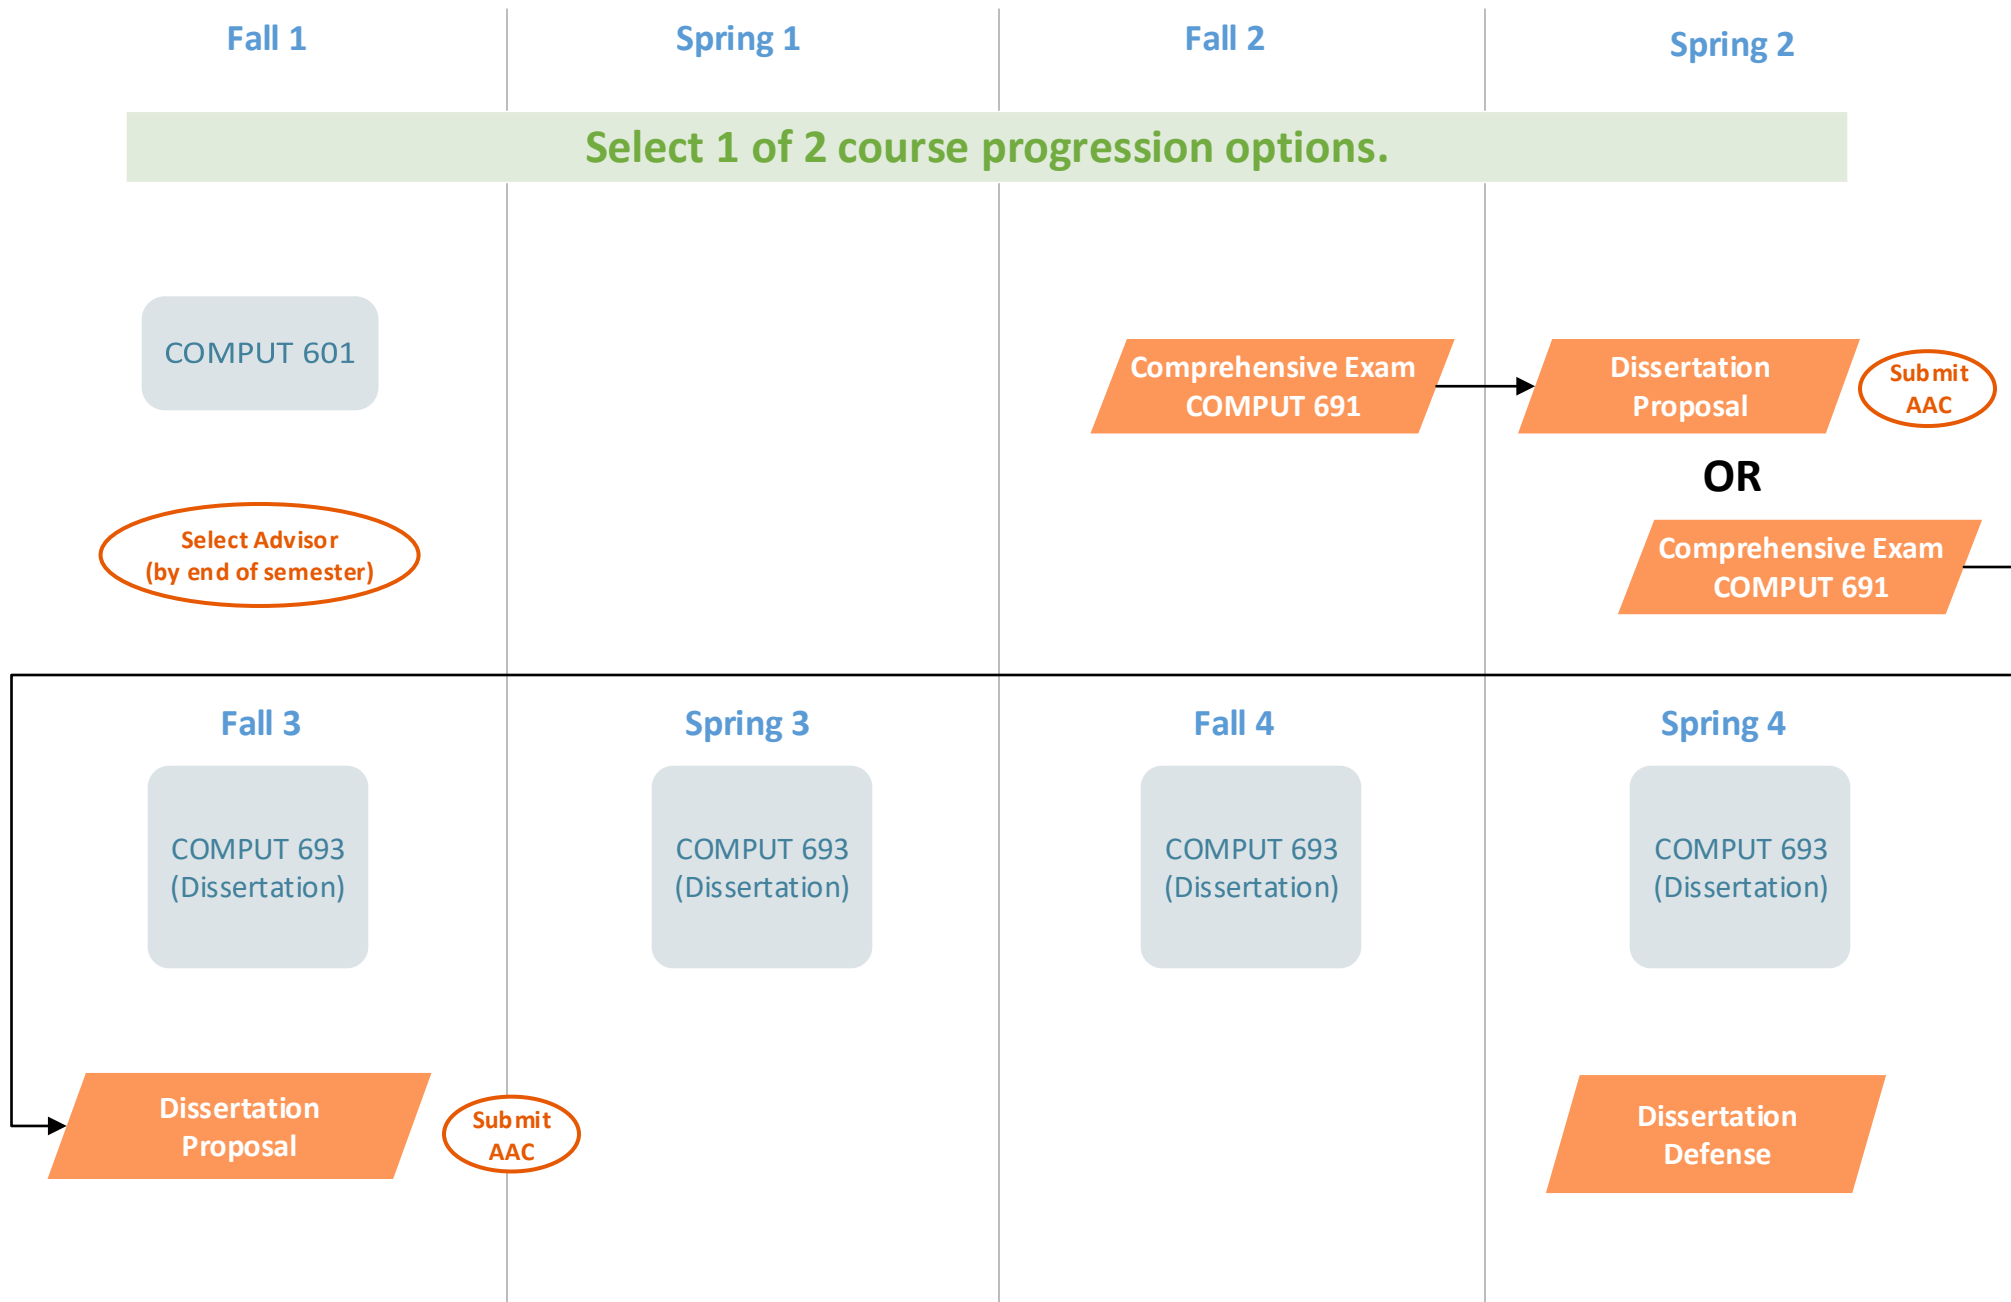 Fall 1
Spring 1
Fall 2
Spring 2
Select 1 of 2 course progression options.
COMPUT 601
Comprehensive Exam
COMPUT 691
Dissertation
Proposal
Submit
AAC
OR
Select Advisor
(by end of semester)
Comprehensive Exam
COMPUT 691
Fall 3
Spring 3
Fall 4
Spring 4
COMPUT 693
(Dissertation)
COMPUT 693
(Dissertation)
COMPUT 693
(Dissertation)
COMPUT 693
(Dissertation)
Dissertation
Proposal
Submit
AAC
Dissertation
Defense